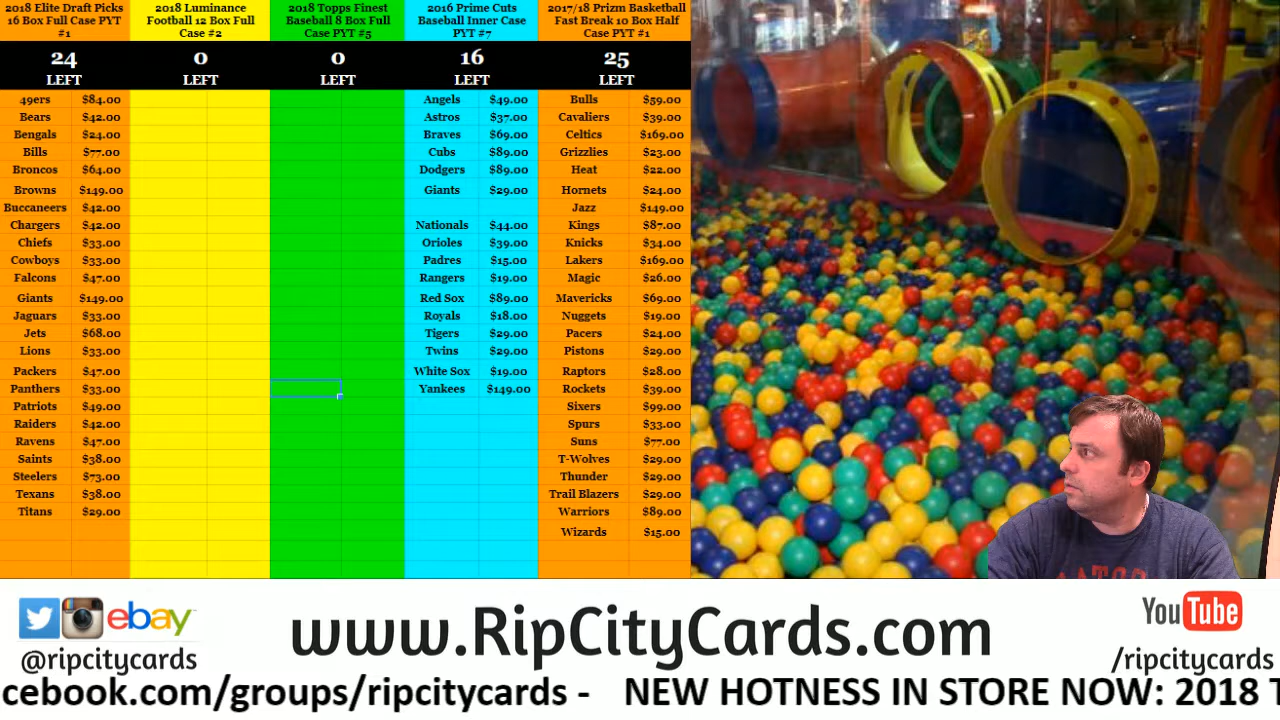 2018 Elite Draft Picks
16 Box Full Case PYT
#1
24
LEFT
49ers $84.00
Bears $42.00
Bengals $24.00
Bills $77.00
Broncos $64.00
Browns $149.00
Buccaneers $42.00
Chargers $42.00
Chiefs $33.00
Cowboys $33.00
Falcons $47.00
Giants $149.00
Jaguars $33.00
Jets $68.00
Lions $33.00
Packers $47.00
Panthers $33.00
Patriots $49.00
Raiders $42.00
Ravens $47.00
Saints $38.00
Steelers $73.00
Texans $38.00
Titans $29.00
2018 Luminance
Football 12 Box Full
Case #2
0
LEFT
2018 Topps Finest
Baseball 8 Box Full
Case PYT #5
0
LEFT
2016 Prime Cuts
Baseball Inner Case
PYT #7
16
LEFT
Angels $49.00
Astros $37.00
Braves $69.00
Cubs $89.00
Dodgers $89.00
Giants $29.00
Nationals $44.00
Orioles $39.00
Padres $15.00
Rangers $19.00
Red Sox $89.00
Royals $18.00
Tigers $29.00
Twins $29.00
White Sox $19.00
Yankees $149.00
2017/18 Prizm Basketball
Fast Break 10 Box Half
Case PYT #1
25
LEFT
Bulls $59.00
Cavaliers $39.00
Celtics $169.00
Grizzlies $23.00
Heat $22.00
Hornets $24.00
Jazz $149.00
Kings $87.00
Knicks $34.00
Lakers $169.00
Magic $26.00
Mavericks $69.00
Nuggets $19.00
Pacers $24.00
Pistons $29.00
Raptors $28.00
Rockets $39.00
Sixers $99.00
Spurs $33.00
Suns $77.00
T-Wolves $29.00
Thunder $29.00
Trail Blazers $29.00
Warriors $89.00
Wizards $15.00
ebay
@ripcitycards
www.RipCityCards.com
YouTube
/ripcitycards
cebook.com/groups/ripcitycards - NEW HOTNESS IN STORE NOW: 2018 T